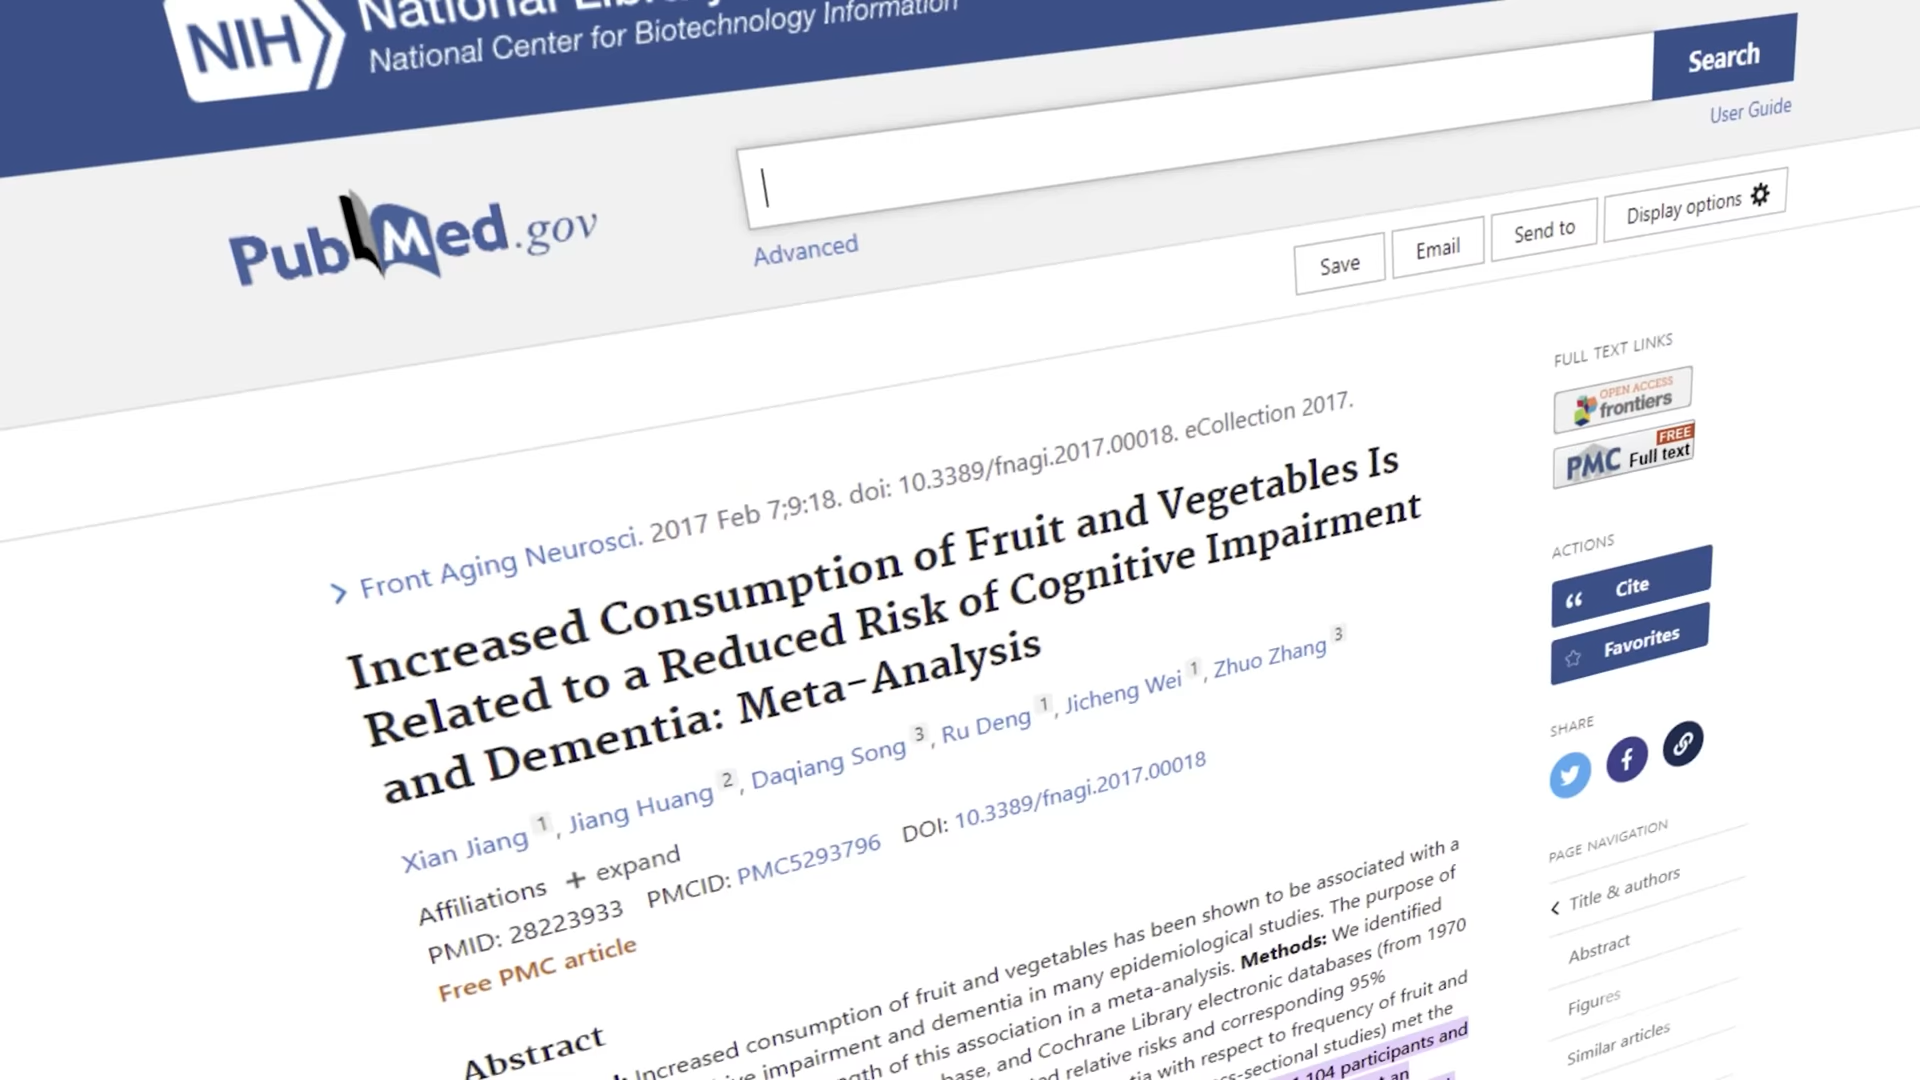 NIH
National
National Center for Biotechnology Information
Search
User Guide
PubMed.gov
Advanced
Save
Email
Send to
Display options
FULL TEXT LINKS
OPEN ACCESS
frontiers
FREE
PMC Full text
Front Aging Neurosci. 2017 Feb 7;9:18. doi: 10.3389/fnagi.2017.00018. eCollection 2017.
Increased Consumption of Fruit and Vegetables Is
Related to a Reduced Risk of Cognitive Impairment
and Dementia: Meta-Analysis
Xian Jiang 1, Jiang Huang 2, Daqiang Song 3, Ru Deng 1, Jicheng Wei 1, Zhuo Zhang 3
Affiliations + expand
PMID: 28223933 PMCID: PMC5293796 DOI: 10.3389/fnagi.2017.00018
Free PMC article
Abstract
Increased consumption of fruit and vegetables has been shown to be associated with a
impairment and dementia in many epidemiological studies. The purpose of
of this association in a meta-analysis. Methods: We identified
and Cochrane Library electronic databases (from 1970
relative risks and corresponding 95%
with respect to frequency of fruit and
studies) met the
104 participants and
an
ACTIONS
Cite
Favorites
SHARE
PAGE NAVIGATION
Title & authors
Abstract
Figures
Similar articles